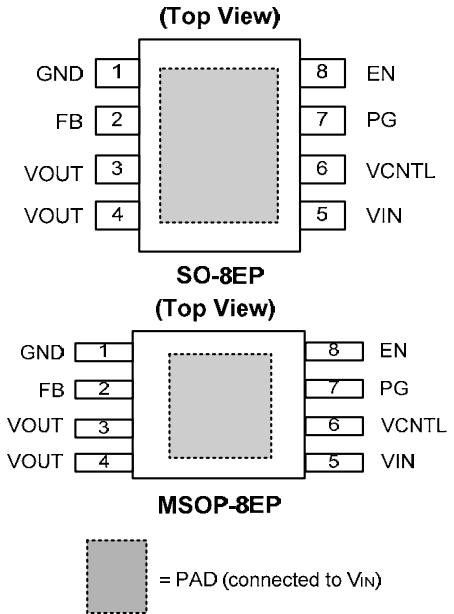 (Top View)
GND 1 8 EN
FB 2 7 PG
VOUT 3 6 VCNTL
VOUT 4 5 VIN
SO-8EP
(Top View)
GND 1 8 EN
FB 2 7 PG
VOUT 3 6 VCNTL
VOUT 4 5 VIN
MSOP-8EP
= PAD (connected to VIN)